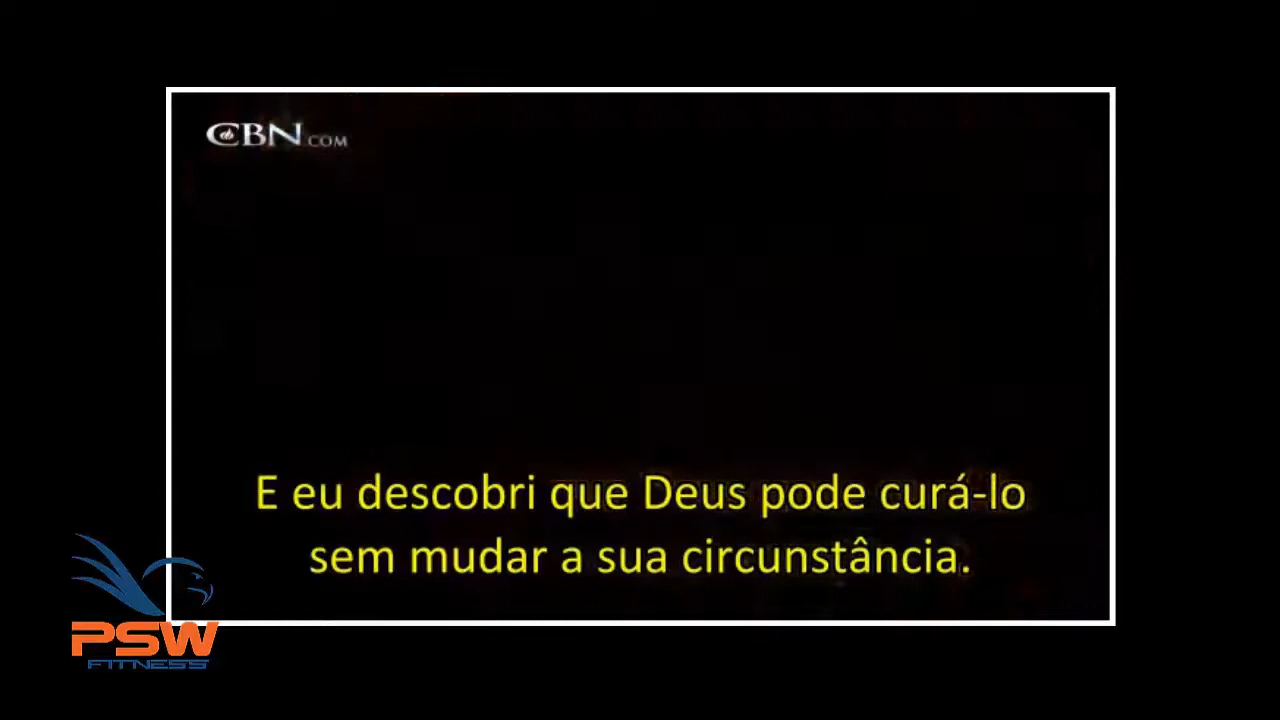 CBN.COM
E eu descobri que Deus pode curá-lo
sem mudar a sua circunstância.
PSW
FITNESS